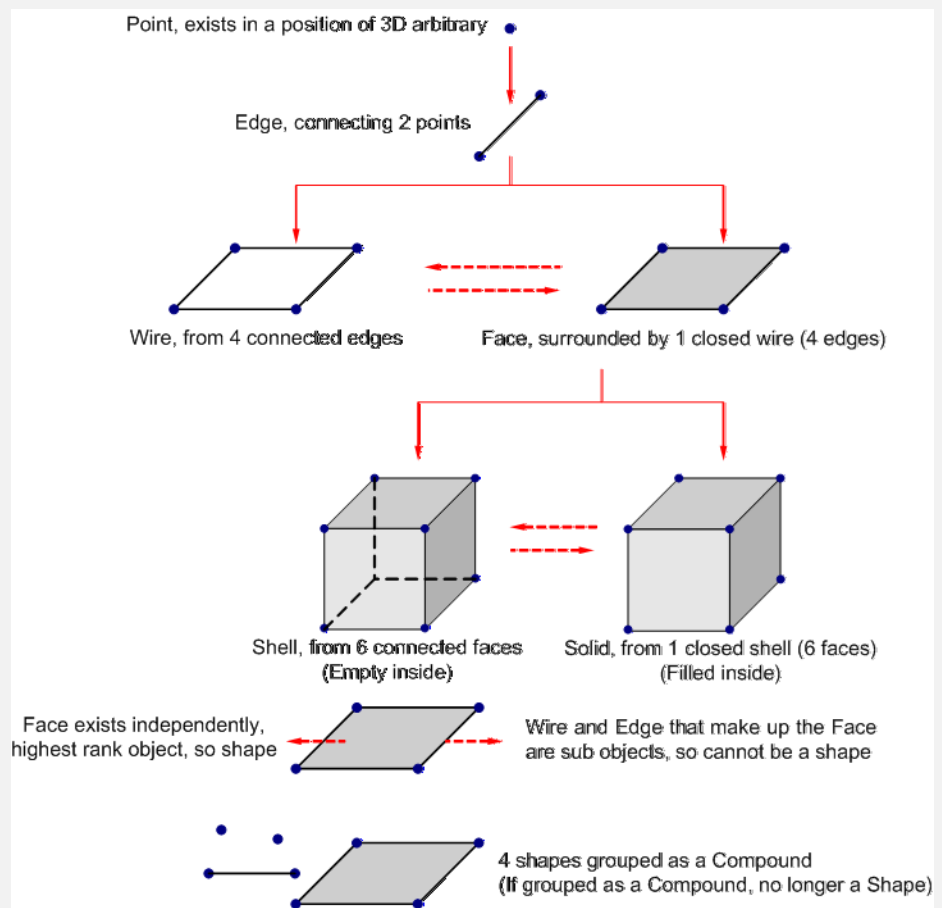 Point, exists in a position of 3D arbitrary
Edge, connecting 2 points
Wire, from 4 connected edges
Face, surrounded by 1 closed wire (4 edges)
Shell, from 6 connected faces
(Empty inside)
Solid, from 1 closed shell (6 faces)
(Filled inside)
Face exists independently,
highest rank object, so shape
Wire and Edge that make up the Face
are sub objects, so cannot be a shape
4 shapes grouped as a Compound
(If grouped as a Compound, no longer a Shape)